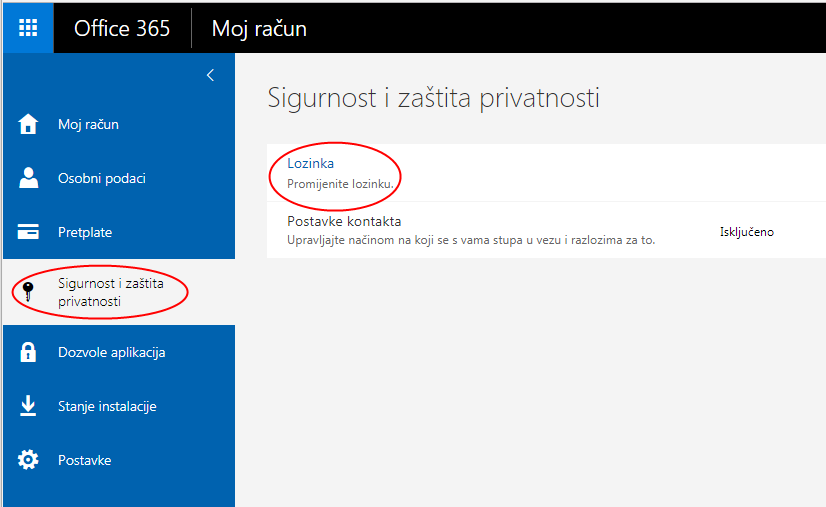 Office 365
Moj račun
Moj račun
Osobni podaci
Pretplate
Sigurnost i zaštita
privatnosti
Dozvole aplikacija
Stanje instalacije
Postavke
Sigurnost i zaštita privatnosti
Lozinka
Promijenite lozinku.
Postavke kontakta
Upravljajte načinom na koji se s vama stupa u vezu i razlozima za to.
Isključeno